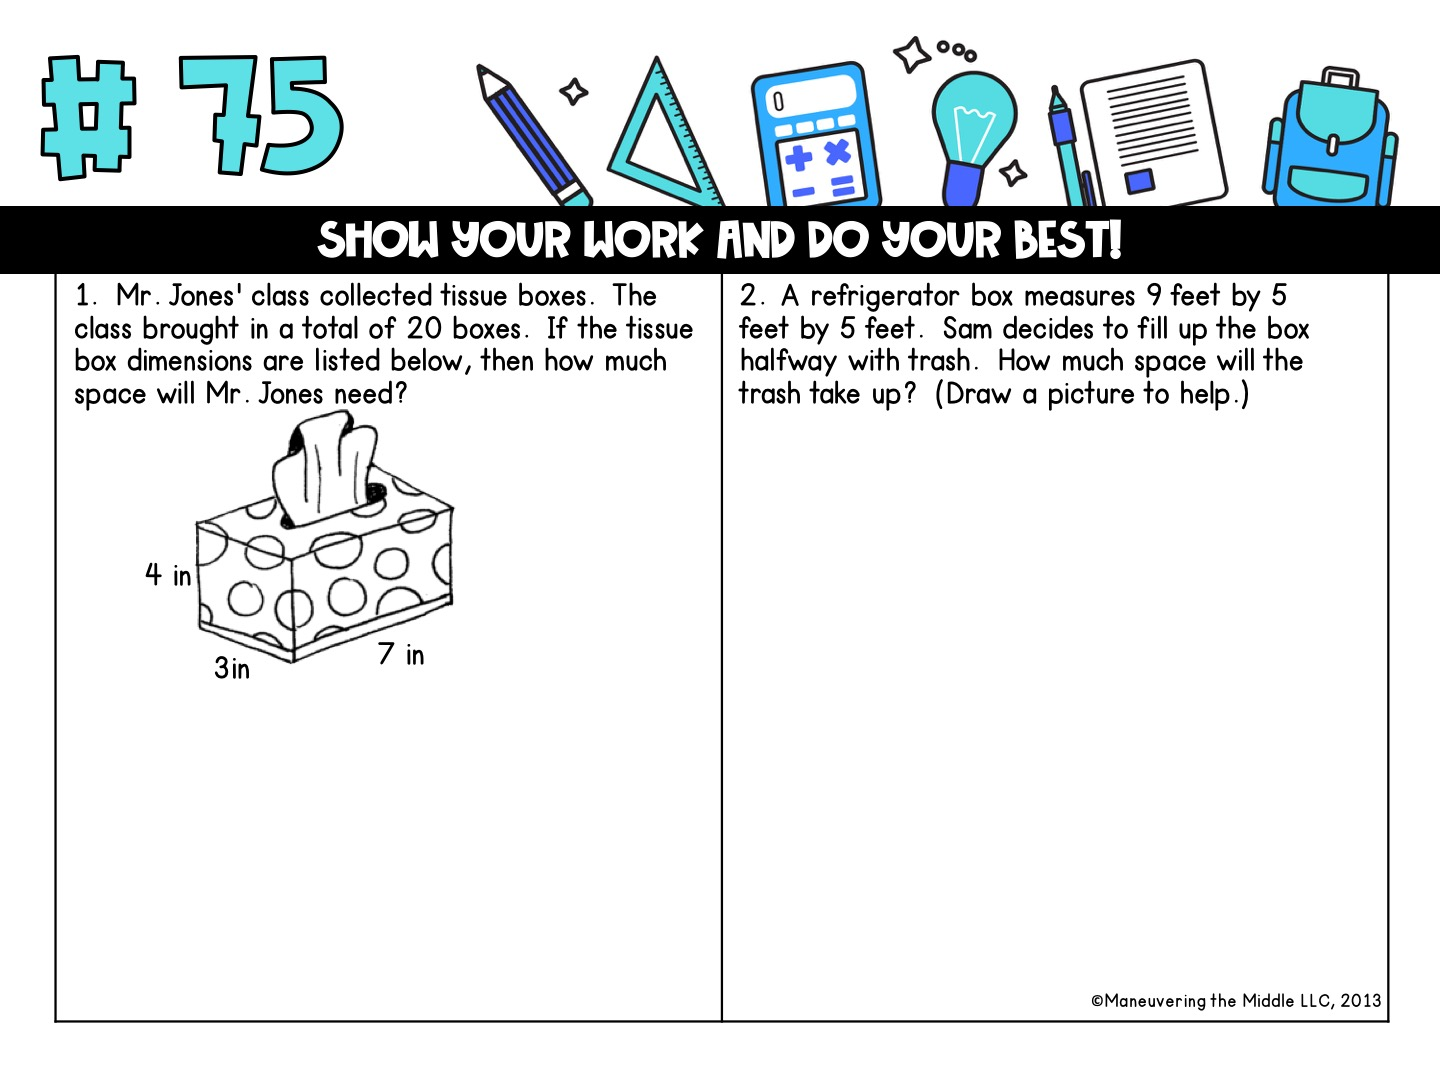 # 75
SHOW YOUR WORK AND DO YOUR BEST!
1. Mr. Jones' class collected tissue boxes. The
class brought in a total of 20 boxes. If the tissue
box dimensions are listed below, then how much
space will Mr. Jones need?
4 in
3in
7 in
2. A refrigerator box measures 9 feet by 5
feet by 5 feet. Sam decides to fill up the box
halfway with trash. How much space will the
trash take up? (Draw a picture to help.)
©Maneuvering the Middle LLC, 2013